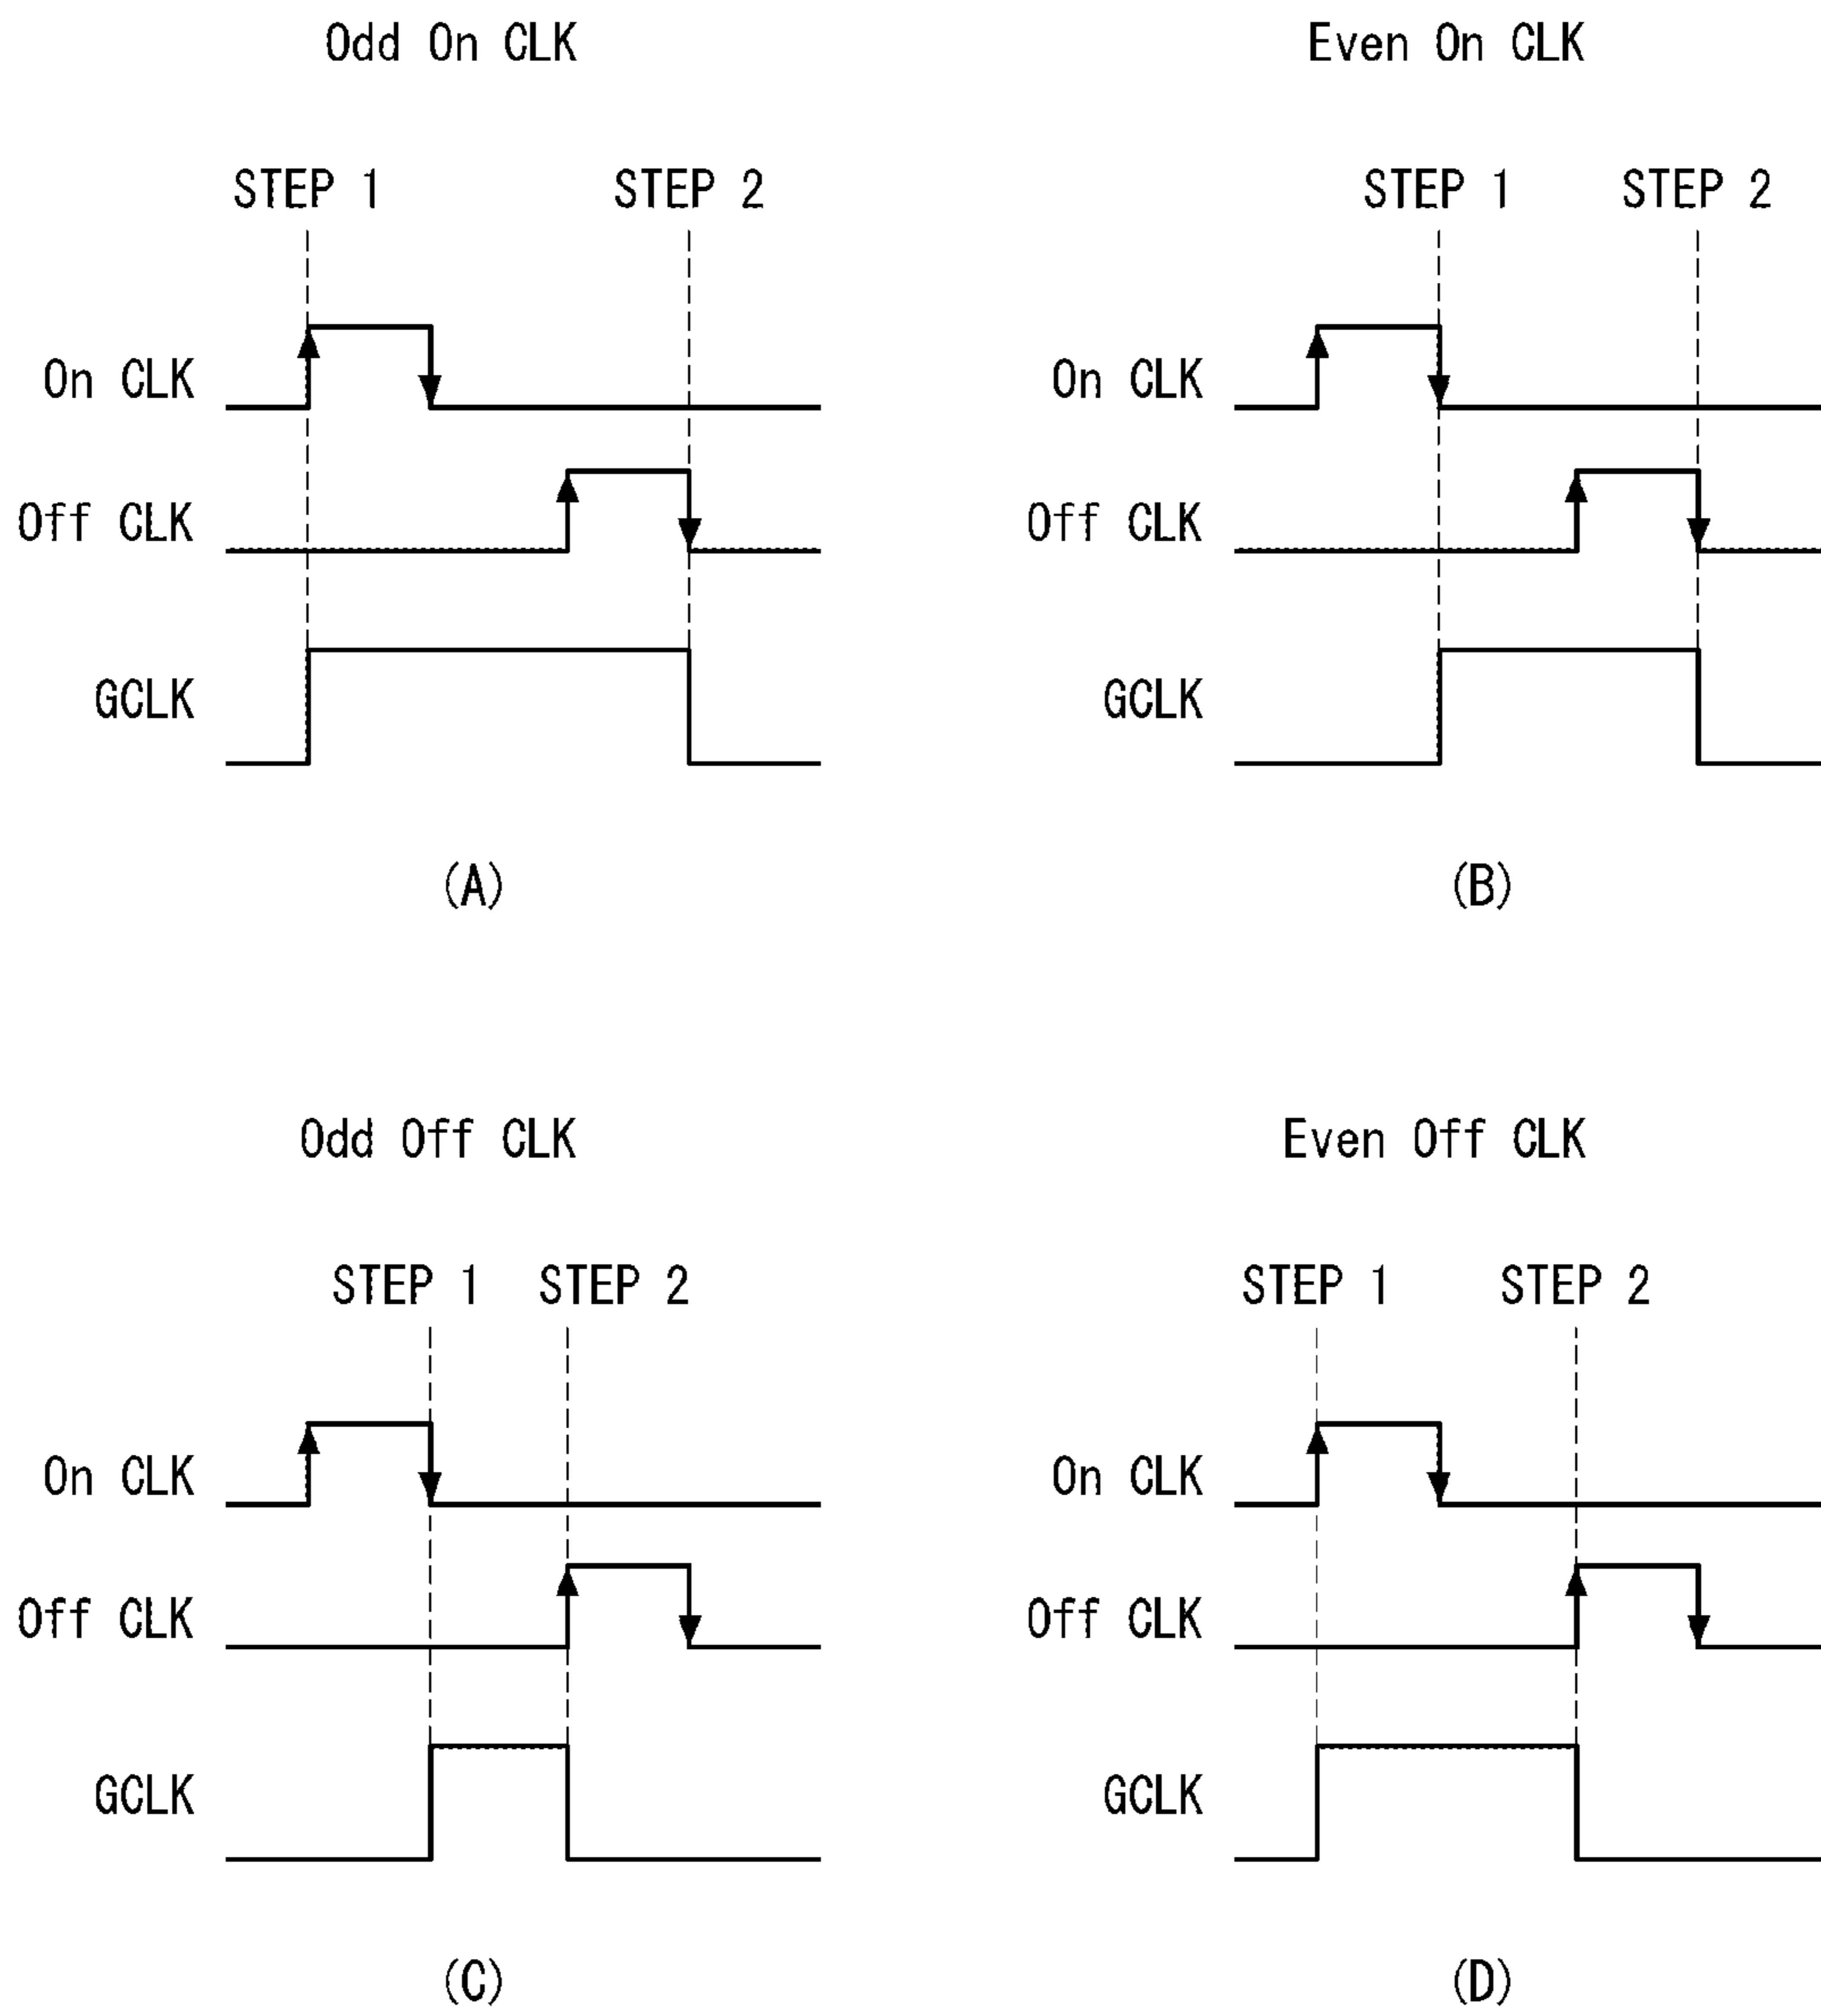 Odd On CLK
STEP 1 STEP 2
On CLK
Off CLK
GCLK
(A)
Even On CLK
STEP 1 STEP 2
On CLK
Off CLK
GCLK
(B)
Odd Off CLK
STEP 1 STEP 2
On CLK
Off CLK
GCLK
(C)
Even Off CLK
STEP 1 STEP 2
On CLK
Off CLK
GCLK
(D)